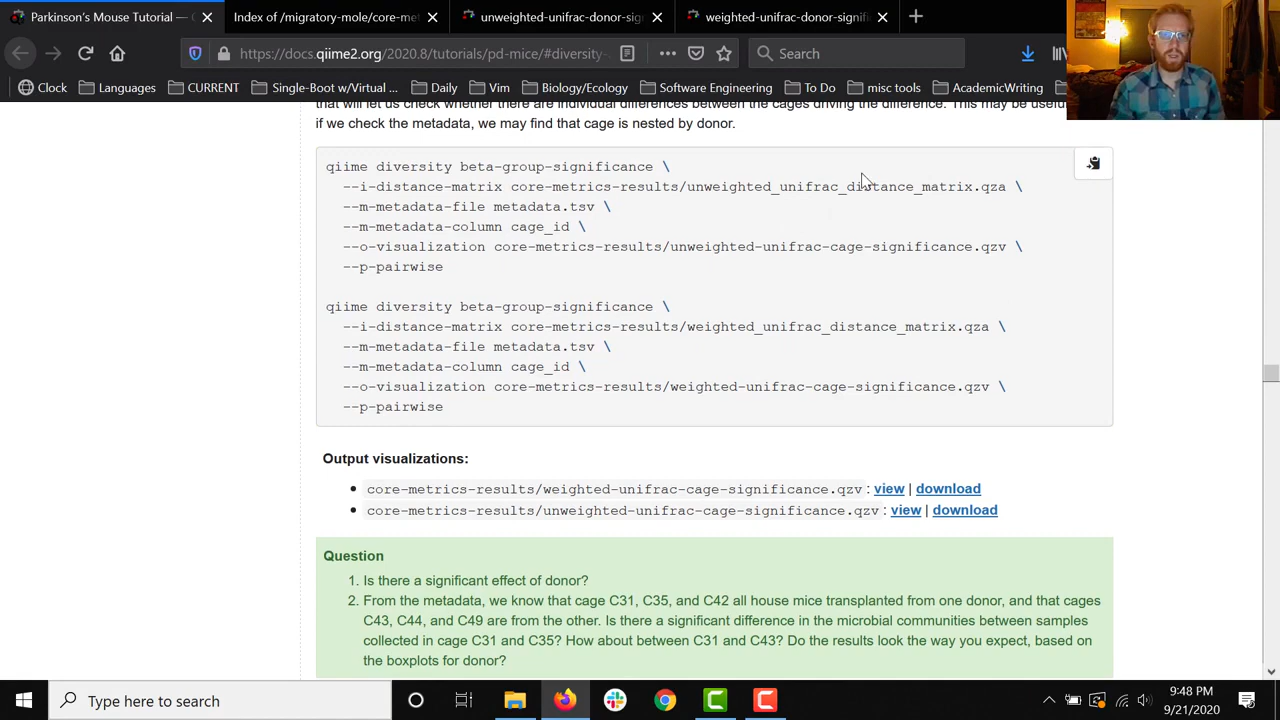 Parkinson's Mouse Tutorial —
Index of /migratory-mole/core-met
unweighted-unifrac-donor-sig
weighted-unifrac-donor-signifi
https://docs.qiime2.org/2020.8/tutorials/pd-mice/#diversity-
Search
Clock
Languages
CURRENT
Single-Boot w/Vin
Daily
Vim
Biology/Ecology
Software Engineering
To Do
misc tools
AcademicWriting
that will let us check whether there are individual differences between the cages driving the difference. This may be useful
if we check the metadata, we may find that cage is nested by donor.
qiime diversity beta-group-significance \
--i-distance-matrix core-metrics-results/unweighted_unifrac_distance_matrix.qza \
--m-metadata-file metadata.tsv \
--m-metadata-column cage_id \
--o-visualization core-metrics-results/unweighted-unifrac-cage-significance.qzv \
--p-pairwise
qiime diversity beta-group-significance \
--i-distance-matrix core-metrics-results/weighted_unifrac_distance_matrix.qza \
--m-metadata-file metadata.tsv \
--m-metadata-column cage_id \
--o-visualization core-metrics-results/weighted-unifrac-cage-significance.qzv \
--p-pairwise
Output visualizations:
core-metrics-results/weighted-unifrac-cage-significance.qzv : view | download
core-metrics-results/unweighted-unifrac-cage-significance.qzv : view | download
Question
1. Is there a significant effect of donor?
2. From the metadata, we know that cage C31, C35, and C42 all house mice transplanted from one donor, and that cages
C43, C44, and C49 are from the other. Is there a significant difference in the microbial communities between samples
collected in cage C31 and C35? How about between C31 and C43? Do the results look the way you expect, based on
the boxplots for donor?
Type here to search
9:48 PM
9/21/2020